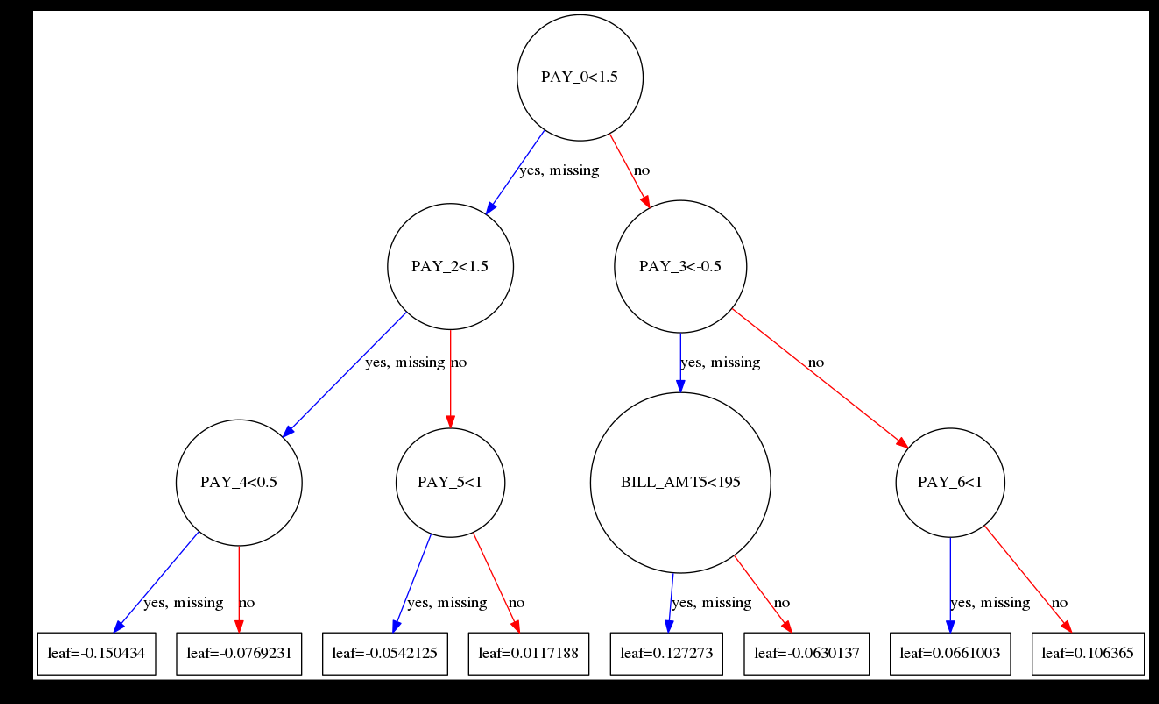 PAY_0<1.5
yes, missing
no
PAY_2<1.5
PAY_3<-0.5
yes, missing
no
yes, missing
no
PAY_4<0.5
PAY_5<1
BILL_AMT5<195
PAY_6<1
yes, missing
no
yes, missing
no
yes, missing
no
yes, missing
no
leaf=-0.150434
leaf=-0.0769231
leaf=-0.0542125
leaf=0.0117188
leaf=0.127273
leaf=-0.0630137
leaf=0.0661003
leaf=0.106365